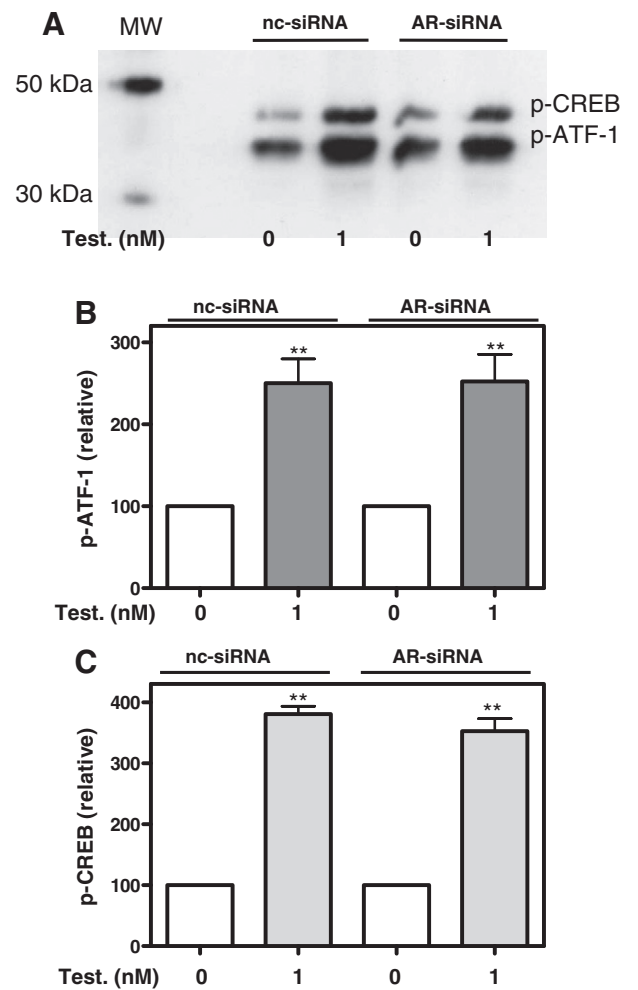 A MW nc-siRNA AR-siRNA
50 kDa
p-CREB
p-ATF-1
30 kDa
Test. (nM) 0 1 0 1
B nc-siRNA AR-siRNA
300
** **
200
p-ATF-1 (relative)
100
0
Test. (nM) 0 1 0 1
C nc-siRNA AR-siRNA
400
** **
300
p-CREB (relative)
200
100
0
Test. (nM) 0 1 0 1